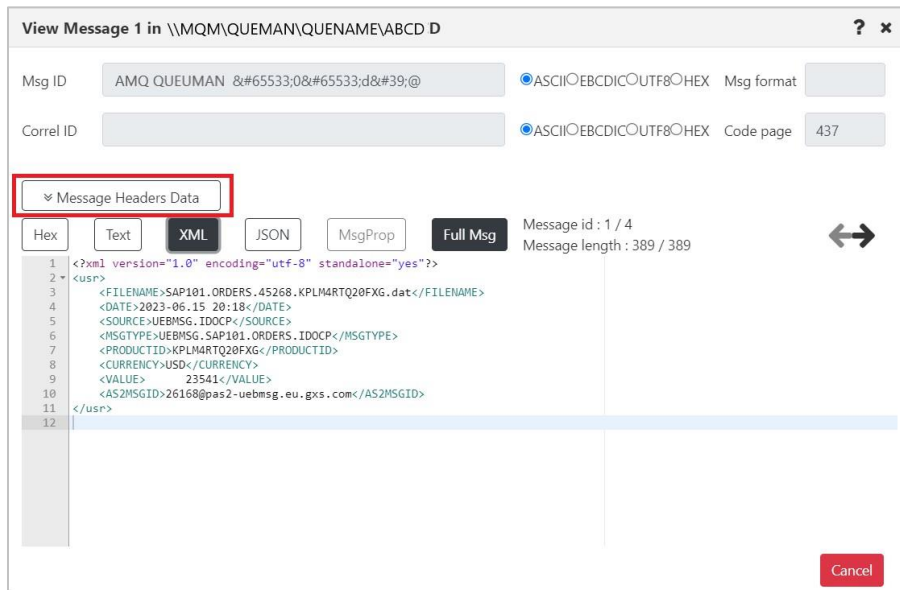 View Message 1 in \\MQM\QUEMAN\QUENAME\ABCD D ? ×
Msg ID AMQ QUEUMAN &#65533;0&#65533;d&#39;@ ASCII EBCDIC UTF8 HEX Msg format
Correl ID ASCII EBCDIC UTF8 HEX Code page 437
Message Headers Data
Hex Text XML JSON MsgProp Full Msg Message id : 1 / 4
Message length : 389 / 389
1 <?xml version="1.0" encoding="utf-8" standalone="yes"?>
2 <usr>
3 <FILENAME>SAP101.ORDERS.45268.KPLM4RTQ20FXG.dat</FILENAME>
4 <DATE>2023-06.15 20:18</DATE>
5 <SOURCE>UEBMSG.IDOCP</SOURCE>
6 <MSGTYPE>UEBMSG.SAP101.ORDERS.IDOCP</MSGTYPE>
7 <PRODUCTID>KPLM4RTQ20FXG</PRODUCTID>
8 <CURRENCY>USD</CURRENCY>
9 <VALUE>      23541</VALUE>
10 <AS2MSGID>26168@pas2-uebmsg.eu.gxs.com</AS2MSGID>
11 </usr>
12
Cancel